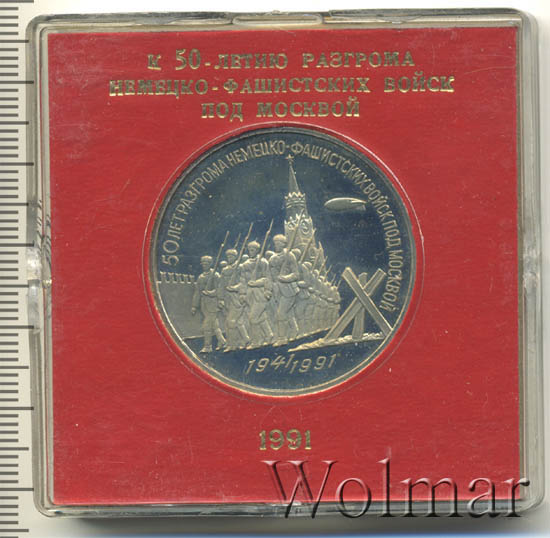 К 50-ЛЕТИЮ РАЗГРОМА
НЕМЕЦКО-ФАШИСТСКИХ ВОЙСК
ПОД МОСКВОЙ
50 ЛЕТ РАЗГРОМА НЕМЕЦКО-ФАШИСТСКИХ ВОЙСК ПОД МОСКВОЙ
1941/1991
1991
Wolmar